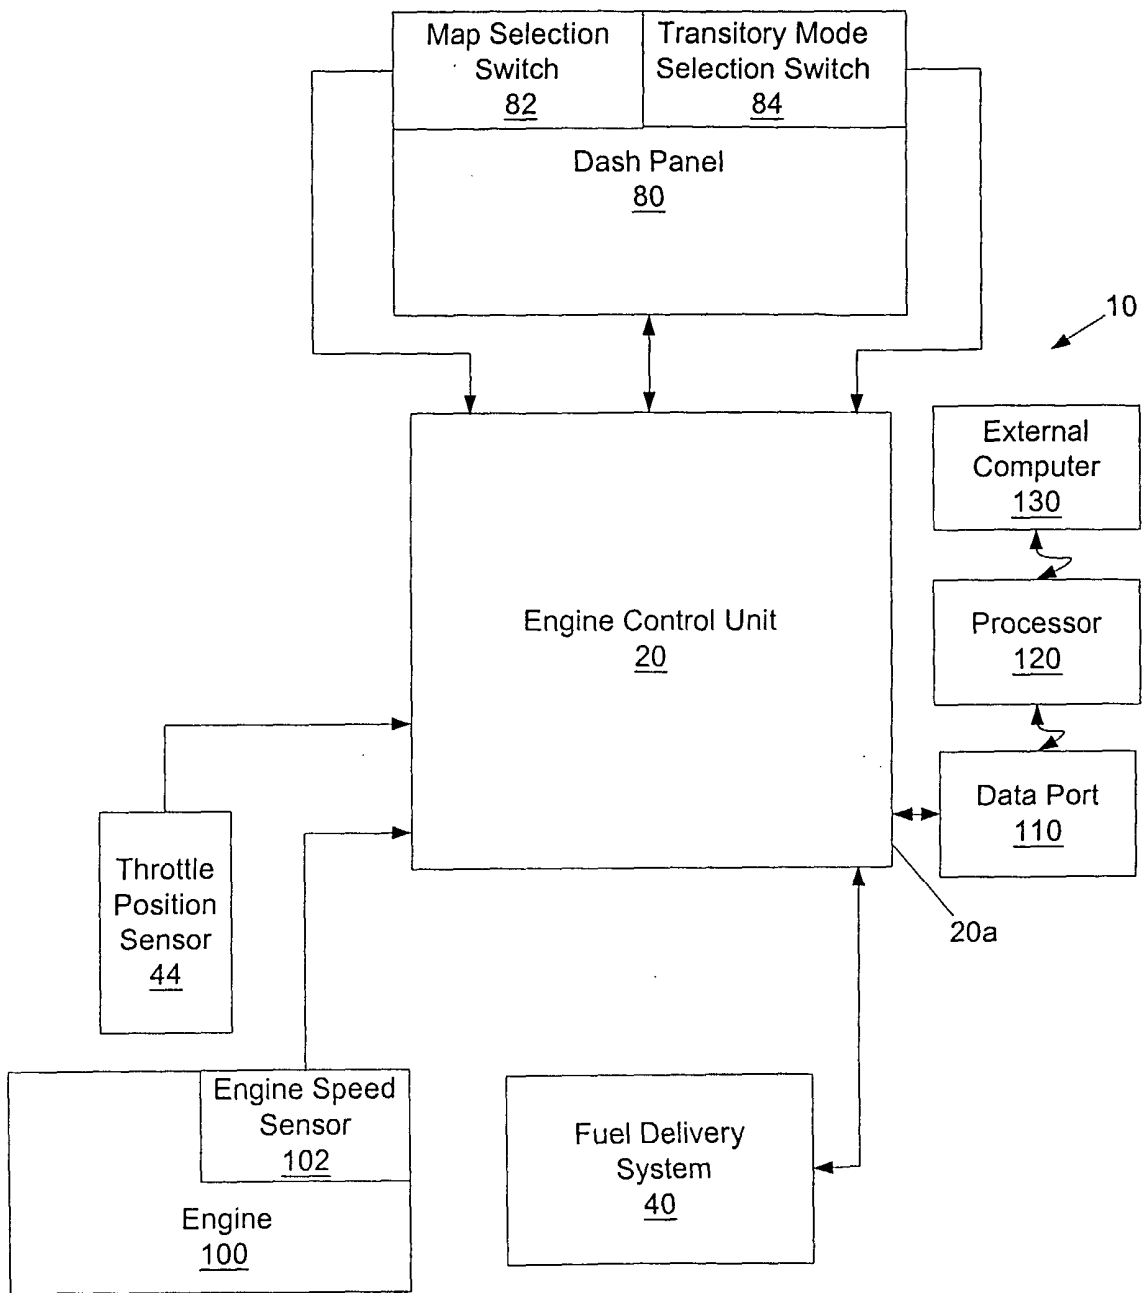 Map Selection
Switch
82
Transitory Mode
Selection Switch
84
Dash Panel
80
10
External
Computer
130
Engine Control Unit
20
Processor
120
Data Port
110
20a
Throttle
Position
Sensor
44
Engine Speed
Sensor
102
Engine
100
Fuel Delivery
System
40